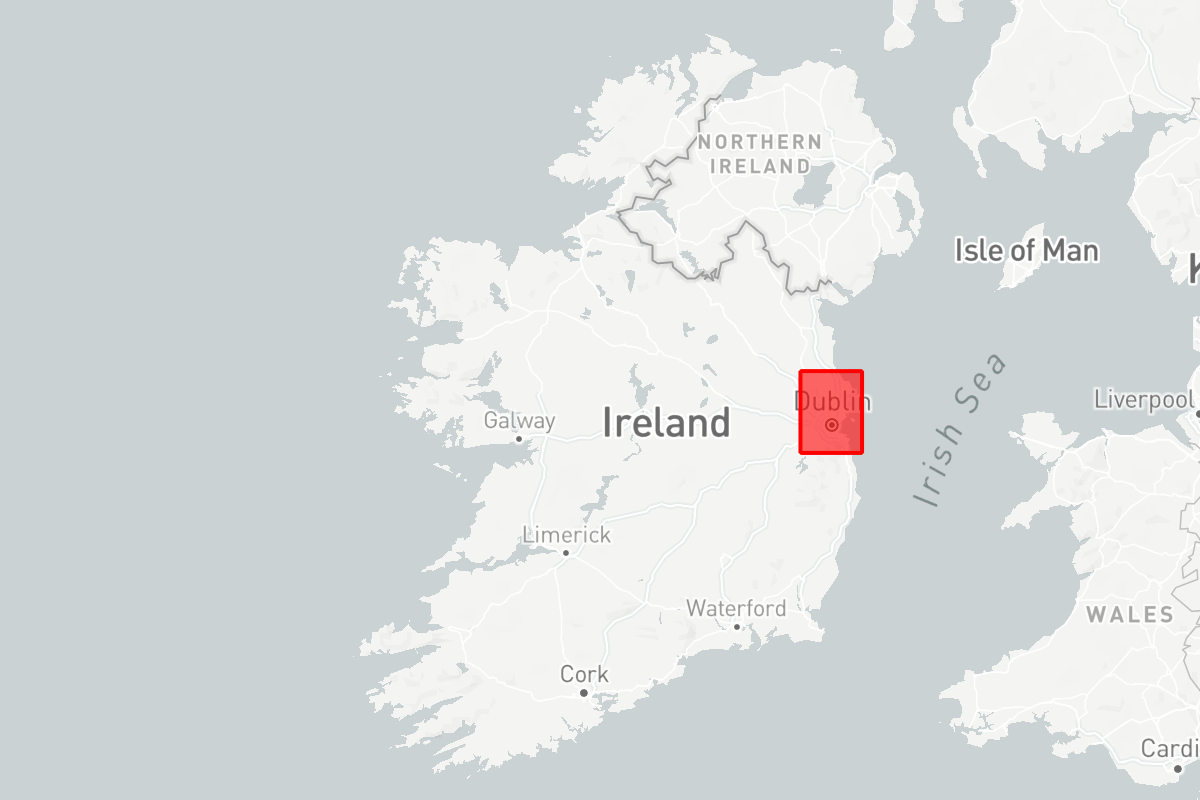 NORTHERN
IRELAND
Isle of Man
K
Irish Sea
Dublin
Liverpool
Galway
Ireland
Limerick
Waterford
WALES
Cork
Cardi